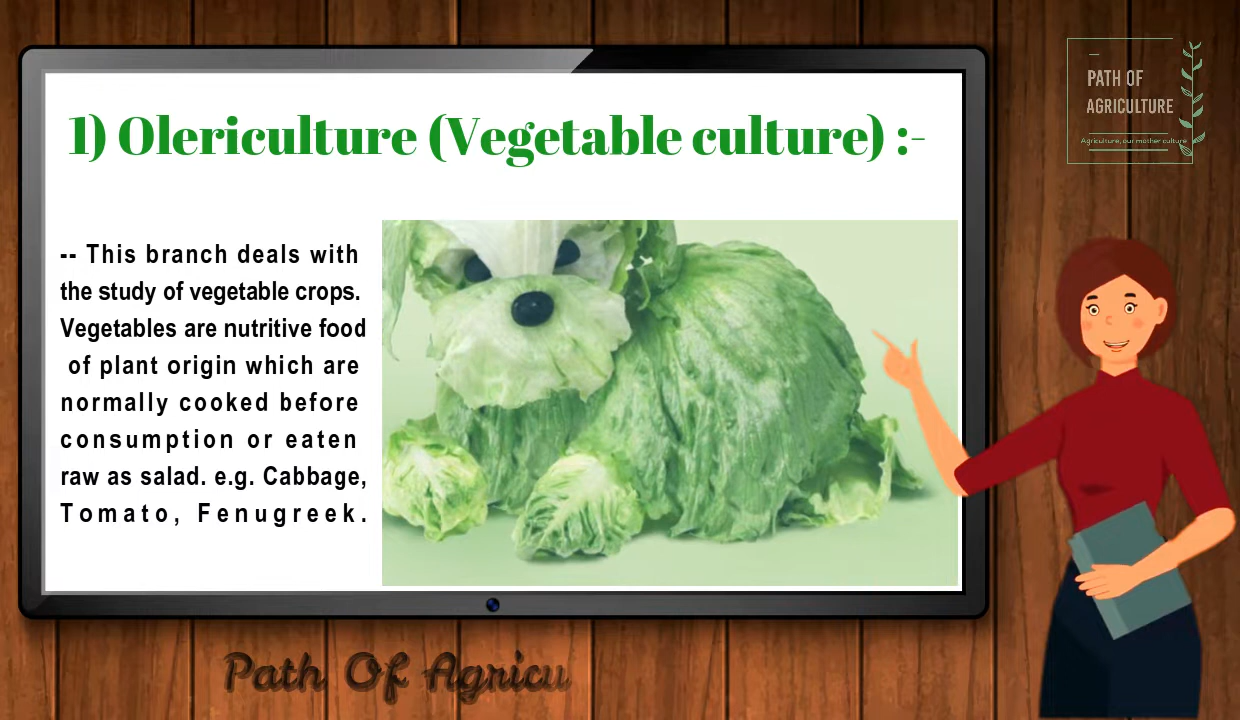 1) Olericulture (Vegetable culture) :-
-- This branch deals with
the study of vegetable crops.
Vegetables are nutritive food
of plant origin which are
normally cooked before
consumption or eaten
raw as salad. e.g. Cabbage,
Tomato, Fenugreek.
PATH OF
AGRICULTURE
Agriculture, our mother culture
Path Of Agricu